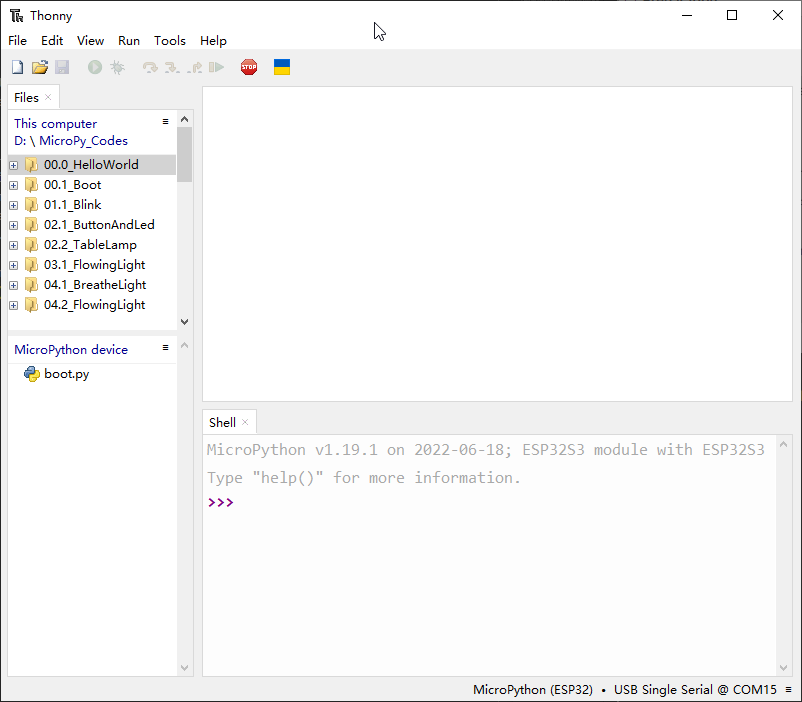 Thonny
File Edit View Run Tools Help
STOP
Files
This computer
D: \ MicroPy_Codes
00.0_HelloWorld
00.1_Boot
01.1_Blink
02.1_ButtonAndLed
02.2_TableLamp
03.1_FlowingLight
04.1_BreatheLight
04.2_FlowingLight
MicroPython device
boot.py
Shell
MicroPython v1.19.1 on 2022-06-18; ESP32S3 module with ESP32S3
Type "help()" for more information.
>>>
MicroPython (ESP32) • USB Single Serial @ COM15